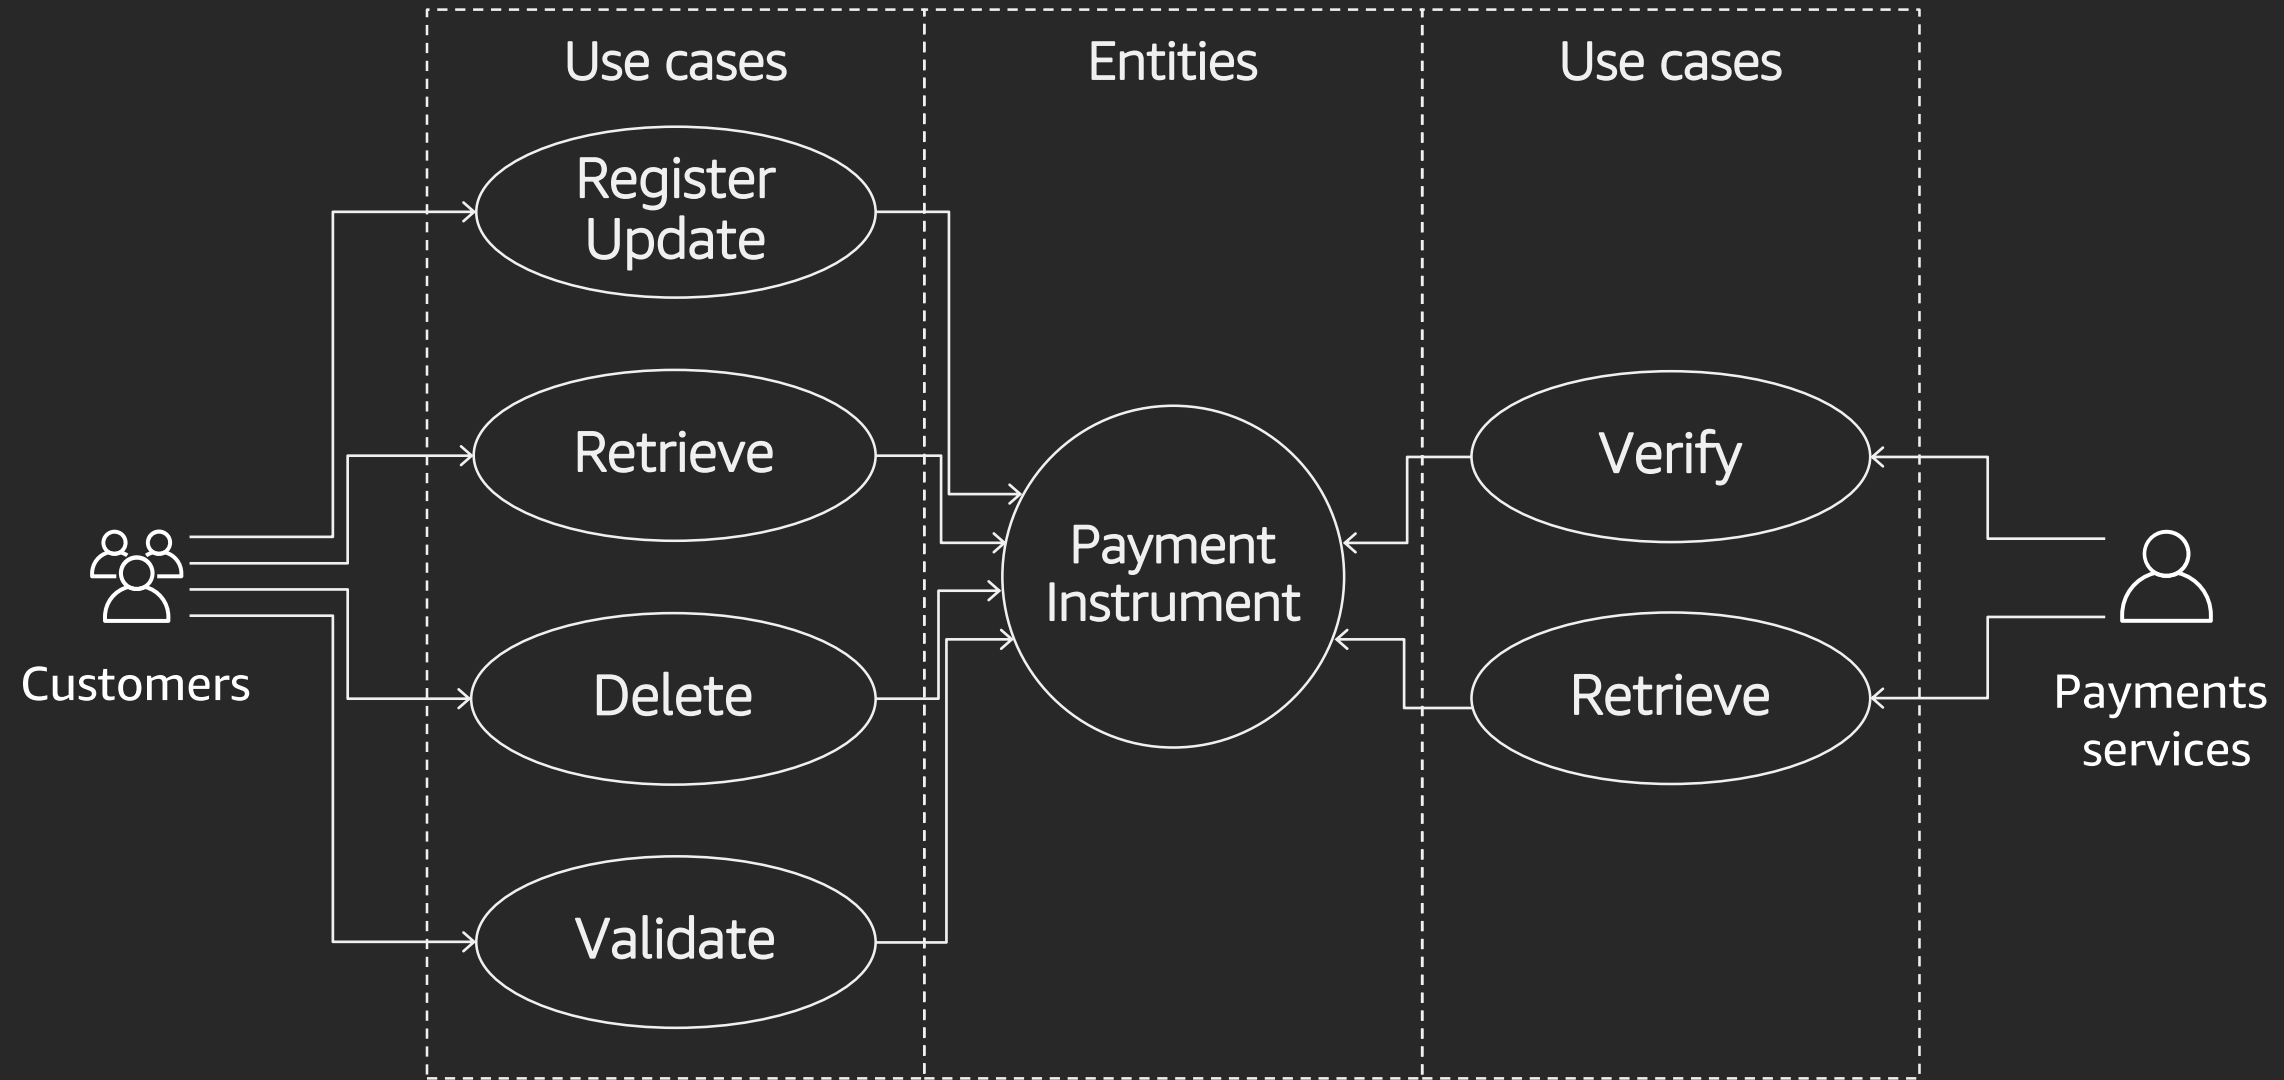 Use cases
Entities
Use cases
Register
Update
Retrieve
Delete
Validate
Payment
Instrument
Verify
Retrieve
Customers
Payments
services